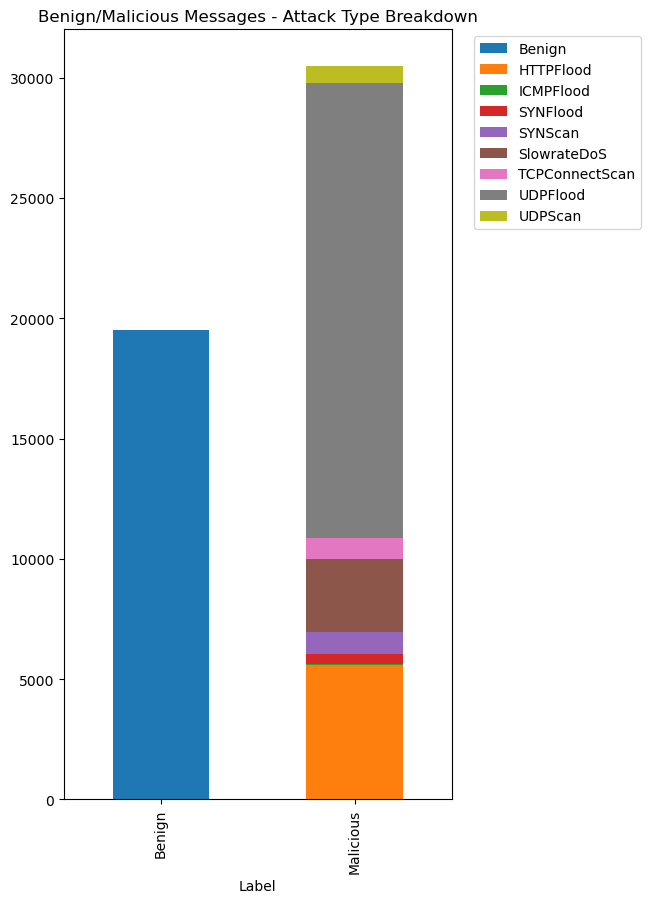 Benign/Malicious Messages - Attack Type Breakdown
30000
25000
20000
15000
10000
5000
0
Benign
Malicious
Label
Benign
HTTPFlood
ICMPFlood
SYNFlood
SYNScan
SlowrateDoS
TCPConnectScan
UDPFlood
UDPScan